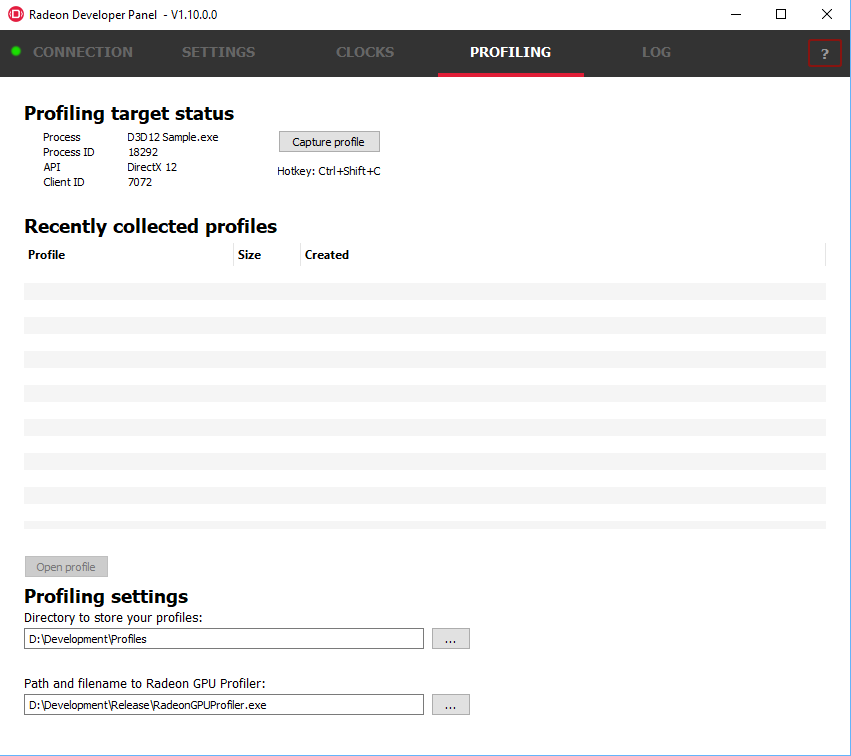 Radeon Developer Panel - V1.10.0.0
CONNECTION SETTINGS CLOCKS PROFILING LOG ?
Profiling target status
Process D3D12 Sample.exe Capture profile
Process ID 18292
API DirectX 12 Hotkey: Ctrl+Shift+C
Client ID 7072
Recently collected profiles
Profile Size Created
Open profile
Profiling settings
Directory to store your profiles:
D:\Development\Profiles ...
Path and filename to Radeon GPU Profiler:
D:\Development\Release\RadeonGPUProfiler.exe ...